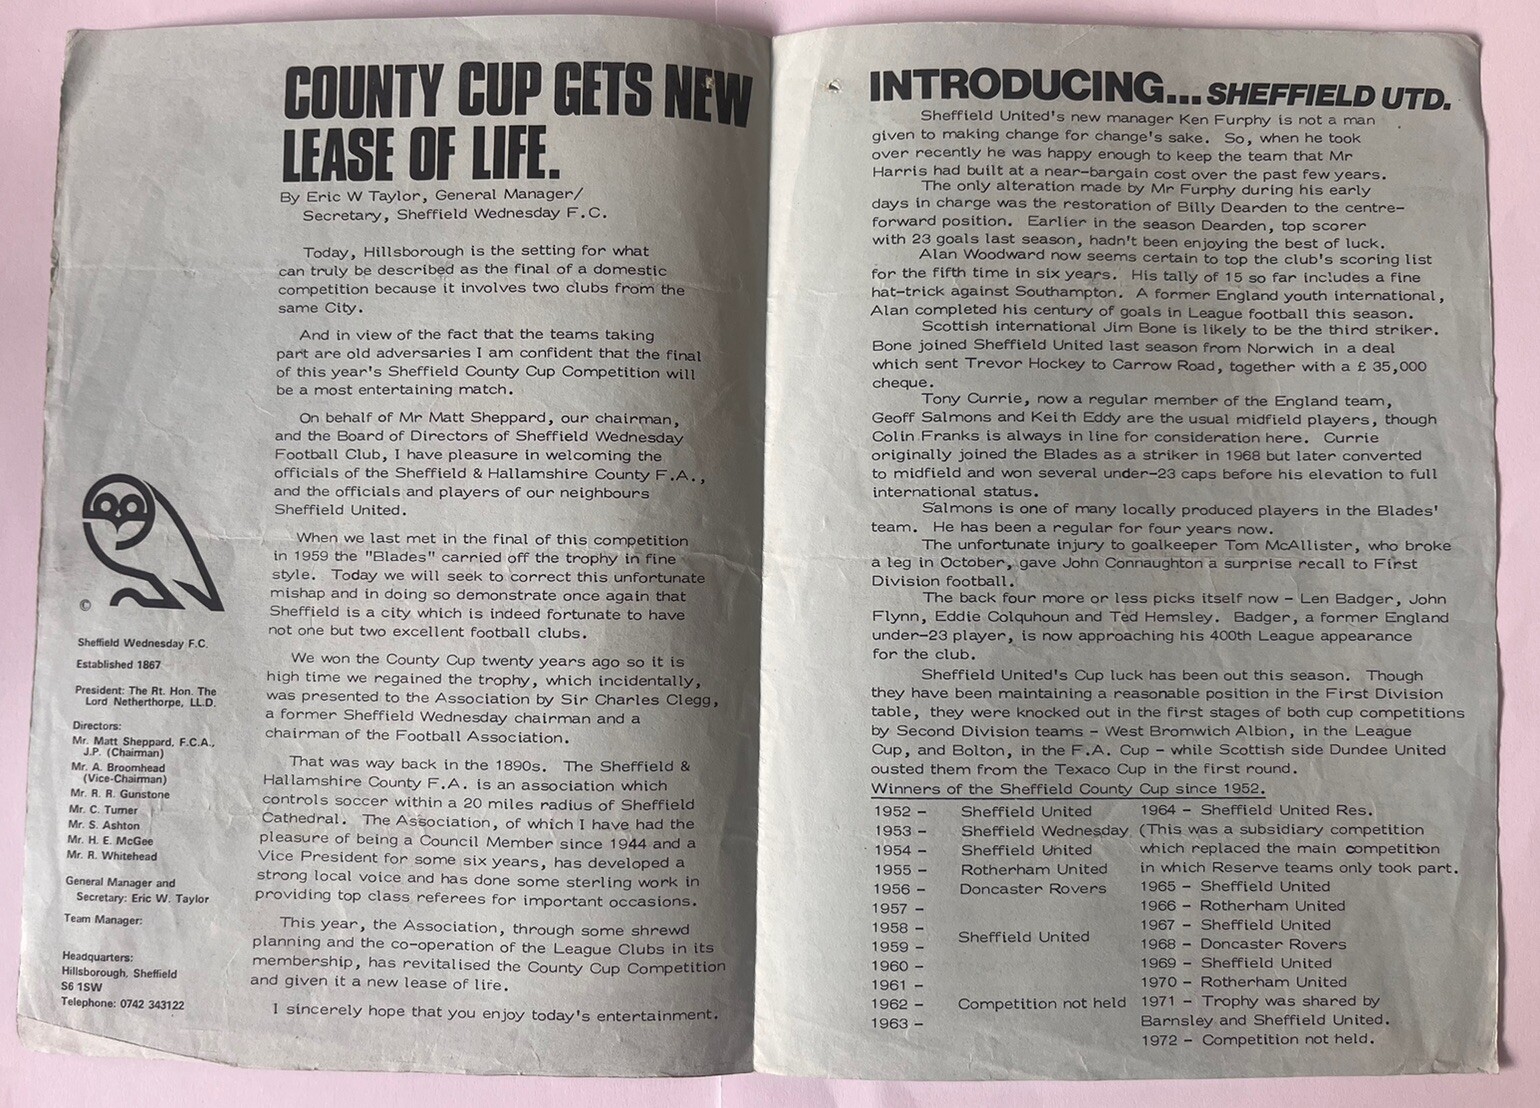 COUNTY CUP GETS NEW
LEASE OF LIFE.
By Eric W Taylor, General Manager/
Secretary, Sheffield Wednesday F.C.
Today, Hillsborough is the setting for what
can truly be described as the final of a domestic
competition because it involves two clubs from the
same City.
And in view of the fact that the teams taking
part are old adversaries I am confident that the final
of this year's Sheffield County Cup Competition will
be a most entertaining match.
On behalf of Mr Matt Sheppard, our chairman,
and the Board of Directors of Sheffield Wednesday
Football Club, I have pleasure in welcoming the
officials of the Sheffield & Hallamshire County F.A.,
and the officials and players of our neighbours
Sheffield United.
When we last met in the final of this competition
in 1959 the "Blades" carried off the trophy in fine
style. Today we will seek to correct this unfortunate
mishap and in doing so demonstrate once again that
Sheffield is a city which is indeed fortunate to have
not one but two excellent football clubs.
We won the County Cup twenty years ago so it is
high time we regained the trophy, which incidentally,
was presented to the Association by Sir Charles Clegg,
a former Sheffield Wednesday chairman and a
chairman of the Football Association.
That was way back in the 1890s. The Sheffield &
Hallamshire County F.A. is an association which
controls soccer within a 20 miles radius of Sheffield
Cathedral. The Association, of which I have had the
pleasure of being a Council Member since 1944 and a
Vice President for some six years, has developed a
strong local voice and has done some sterling work in
providing top class referees for important occasions.
This year, the Association, through some shrewd
planning and the co-operation of the League Clubs in its
membership, has revitalised the County Cup Competition
and given it a new lease of life.
I sincerely hope that you enjoy today's entertainment.
©
Sheffield Wednesday F.C.
Established 1867
President: The Rt. Hon. The
Lord Netherthorpe, LL.D.
Directors:
Mr. Matt Sheppard, F.C.A.,
J.P. (Chairman)
Mr. A. Broomhead
(Vice-Chairman)
Mr. R. R. Gunstone
Mr. C. Turner
Mr. S. Ashton
Mr. H. E. McGee
Mr. R. Whitehead
General Manager and
Secretary: Eric W. Taylor
Team Manager:
Headquarters:
Hillsborough, Sheffield
S6 1SW
Telephone: 0742 343122
INTRODUCING... SHEFFIELD UTD.
Sheffield United's new manager Ken Furphy is not a man
given to making change for change's sake. So, when he took
over recently he was happy enough to keep the team that Mr
Harris had built at a near-bargain cost over the past few years.
The only alteration made by Mr Furphy during his early
days in charge was the restoration of Billy Dearden to the centre-
forward position. Earlier in the season Dearden, top scorer
with 23 goals last season, hadn't been enjoying the best of luck.
Alan Woodward now seems certain to top the club's scoring list
for the fifth time in six years. His tally of 15 so far includes a fine
hat-trick against Southampton. A former England youth international,
Alan completed his century of goals in League football this season.
Scottish international Jim Bone is likely to be the third striker.
Bone joined Sheffield United last season from Norwich in a deal
which sent Trevor Hockey to Carrow Road, together with a £ 35,000
cheque.
Tony Currie, now a regular member of the England team,
Geoff Salmons and Keith Eddy are the usual midfield players, though
Colin Franks is always in line for consideration here. Currie
originally joined the Blades as a striker in 1968 but later converted
to midfield and won several under-23 caps before his elevation to full
international status.
Salmons is one of many locally produced players in the Blades'
team. He has been a regular for four years now.
The unfortunate injury to goalkeeper Tom McAllister, who broke
a leg in October, gave John Connaughton a surprise recall to First
Division football.
The back four more or less picks itself now - Len Badger, John
Flynn, Eddie Colquhoun and Ted Hemsley. Badger, a former England
under-23 player, is now approaching his 400th League appearance
for the club.
Sheffield United's Cup luck has been out this season. Though
they have been maintaining a reasonable position in the First Division
table, they were knocked out in the first stages of both cup competitions
by Second Division teams - West Bromwich Albion, in the League
Cup, and Bolton, in the F.A. Cup - while Scottish side Dundee United
ousted them from the Texaco Cup in the first round.
Winners of the Sheffield County Cup since 1952.
1952 - Sheffield United
1953 - Sheffield Wednesday
1954 - Sheffield United
1955 - Rotherham United
1956 - Doncaster Rovers
1957 -
1958 -
Sheffield United
1959 -
1960 -
1961 -
1962 - Competition not held
1963 -
1964 - Sheffield United Res.
(This was a subsidiary competition
which replaced the main competition
in which Reserve teams only took part.
1965 - Sheffield United
1966 - Rotherham United
1967 - Sheffield United
1968 - Doncaster Rovers
1969 - Sheffield United
1970 - Rotherham United
1971 - Trophy was shared by
Barnsley and Sheffield United.
1972 - Competition not held.